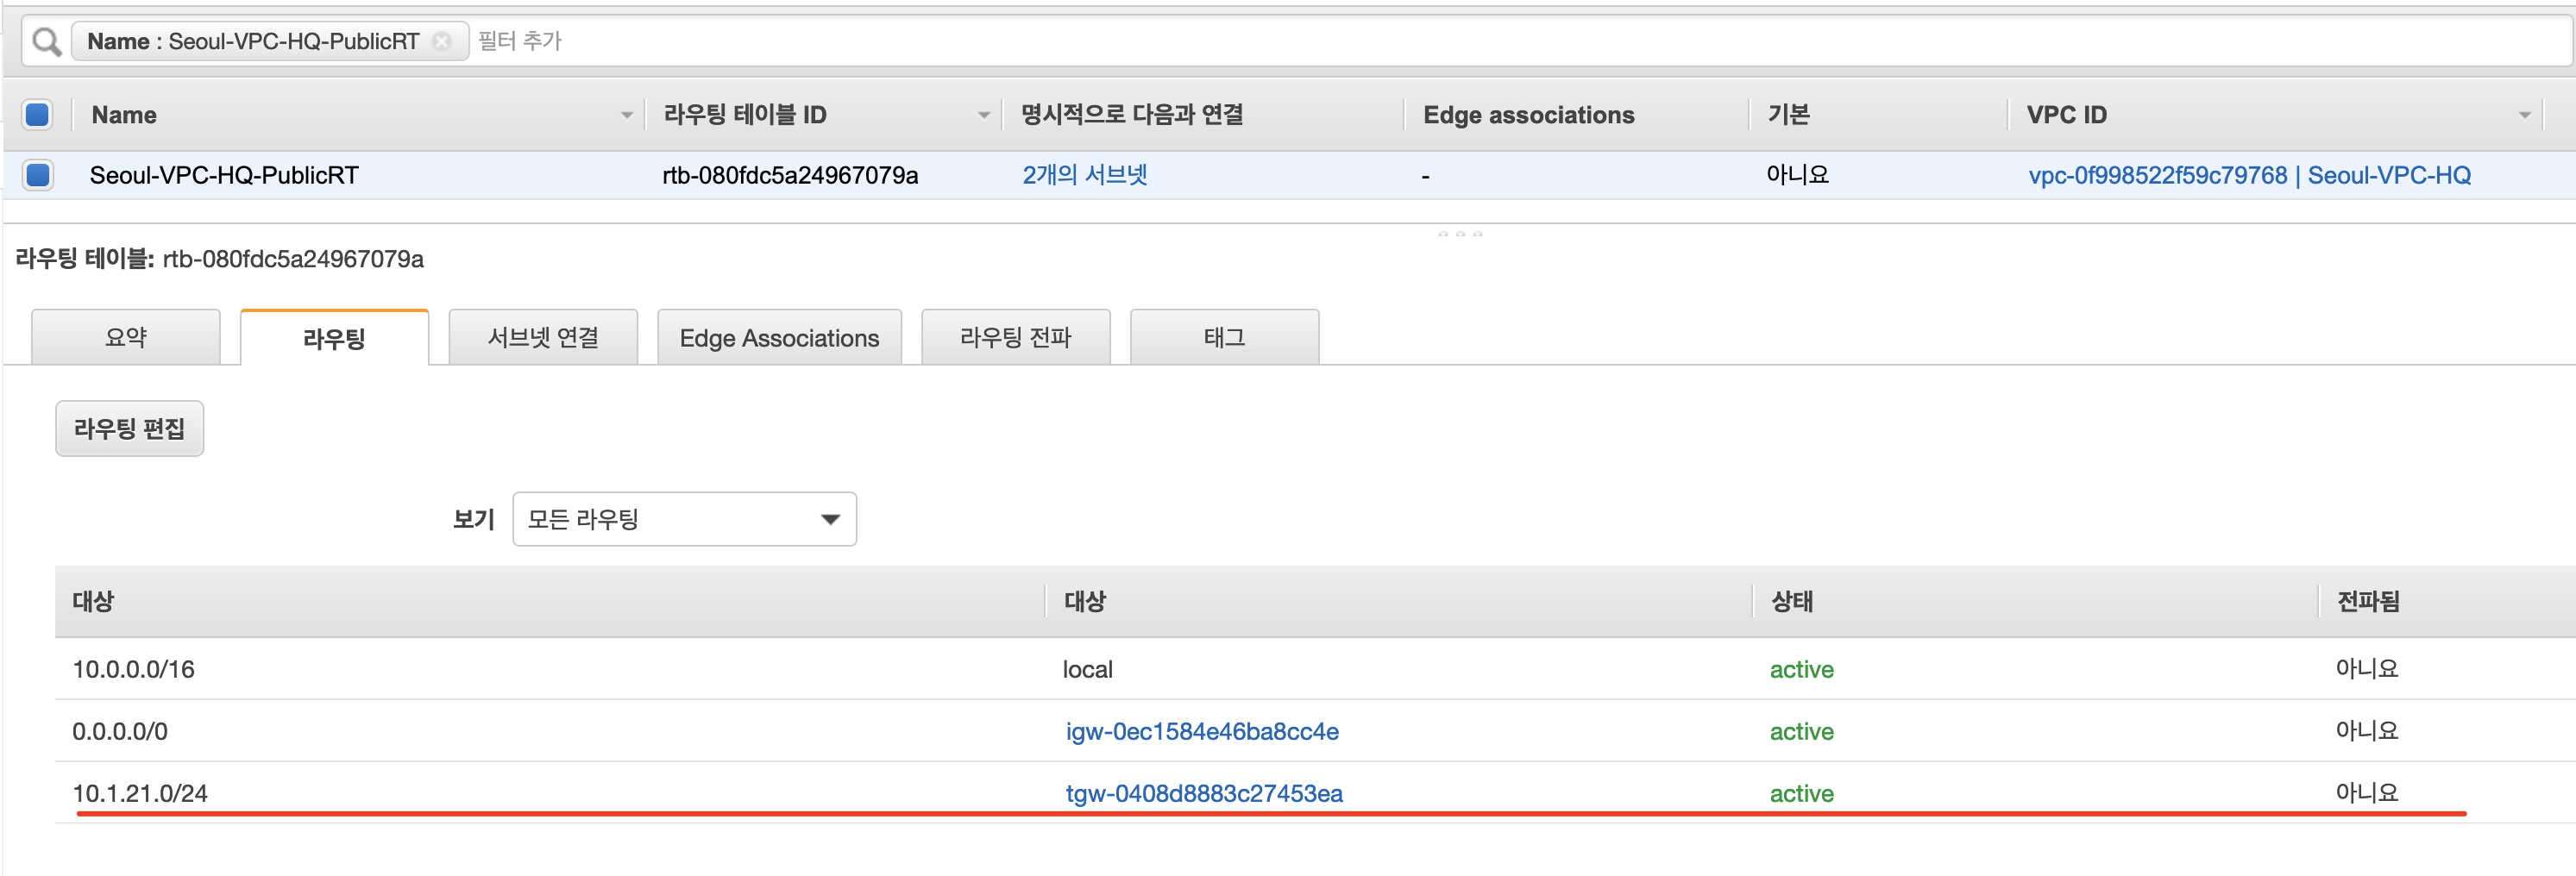 Name : Seoul-VPC-HQ-PublicRT 필터 추가
Name 라우팅 테이블 ID 명시적으로 다음과 연결 Edge associations 기본 VPC ID
Seoul-VPC-HQ-PublicRT rtb-080fdc5a24967079a 2개의 서브넷 - 아니요 vpc-0f998522f59c79768 | Seoul-VPC-HQ
라우팅 테이블: rtb-080fdc5a24967079a
요약 라우팅 서브넷 연결 Edge Associations 라우팅 전파 태그
라우팅 편집
보기 모든 라우팅
대상 대상 상태 전파됨
10.0.0.0/16 local active 아니요
0.0.0.0/0 igw-0ec1584e46ba8cc4e active 아니요
10.1.21.0/24 tgw-0408d8883c27453ea active 아니요